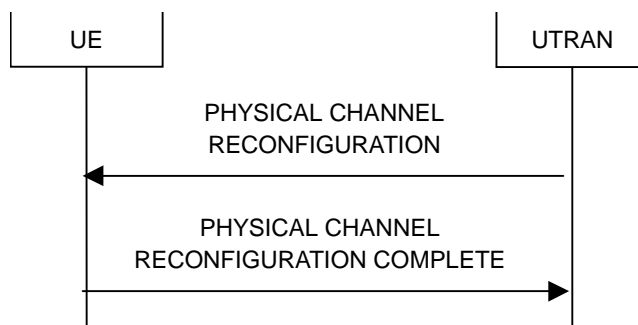 UE
UTRAN
PHYSICAL CHANNEL
RECONFIGURATION
PHYSICAL CHANNEL
RECONFIGURATION COMPLETE